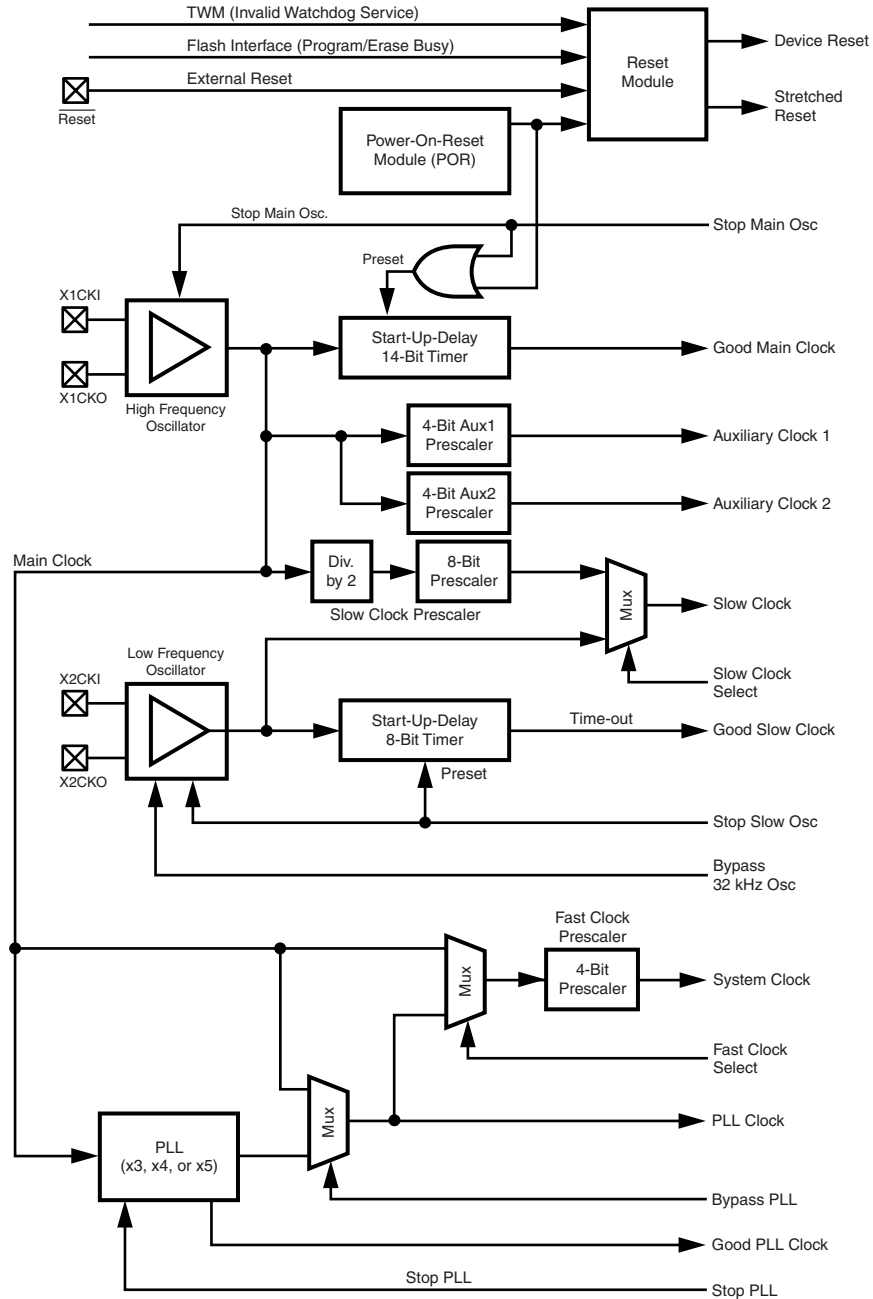 TWM (Invalid Watchdog Service)
Flash Interface (Program/Erase Busy)
External Reset
Reset
Reset
Module
Device Reset
Stretched
Reset
Power-On-Reset
Module (POR)
Stop Main Osc.
Stop Main Osc
Preset
X1CKI
X1CKO
High Frequency
Oscillator
Start-Up-Delay
14-Bit Timer
Good Main Clock
4-Bit Aux1
Prescaler
Auxiliary Clock 1
4-Bit Aux2
Prescaler
Auxiliary Clock 2
Main Clock
Div.
by 2
8-Bit
Prescaler
Slow Clock Prescaler
Mux
Slow Clock
Slow Clock
Select
Low Frequency
Oscillator
X2CKI
X2CKO
Start-Up-Delay
8-Bit Timer
Time-out
Good Slow Clock
Preset
Stop Slow Osc
Bypass
32 kHz Osc
Fast Clock
Prescaler
Mux
4-Bit
Prescaler
System Clock
Fast Clock
Select
Mux
PLL Clock
PLL
(x3, x4, or x5)
Bypass PLL
Good PLL Clock
Stop PLL
Stop PLL